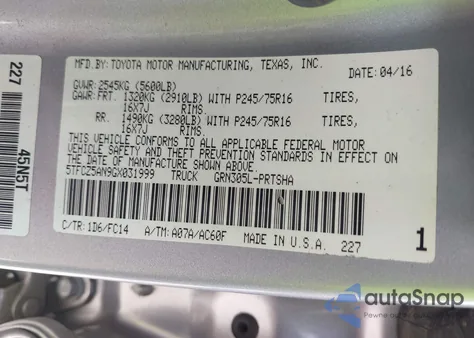 MFD.BY: TOYOTA MOTOR MANUFACTURING, TEXAS, INC.
DATE: 04/16
GVWR: 2545KG (5600LB)
GAWR:FRT. 1320KG (2910LB) WITH P245/75R16 TIRES,
16X7J RIMS.
RR. 1490KG (3280LB) WITH P245/75R16 TIRES,
16X7J RIMS.
THIS VEHICLE CONFORMS TO ALL APPLICABLE FEDERAL MOTOR
VEHICLE SAFETY AND THEFT PREVENTION STANDARDS IN EFFECT ON
THE DATE OF MANUFACTURE SHOWN ABOVE.
5TFCZ5AN9GX031999 TRUCK GRN305L-PRTSHA
C/TR: 1D6/FC14 A/TM: A07A/AC60F MADE IN U.S.A. 227
1
227
45N5T
autoSnap